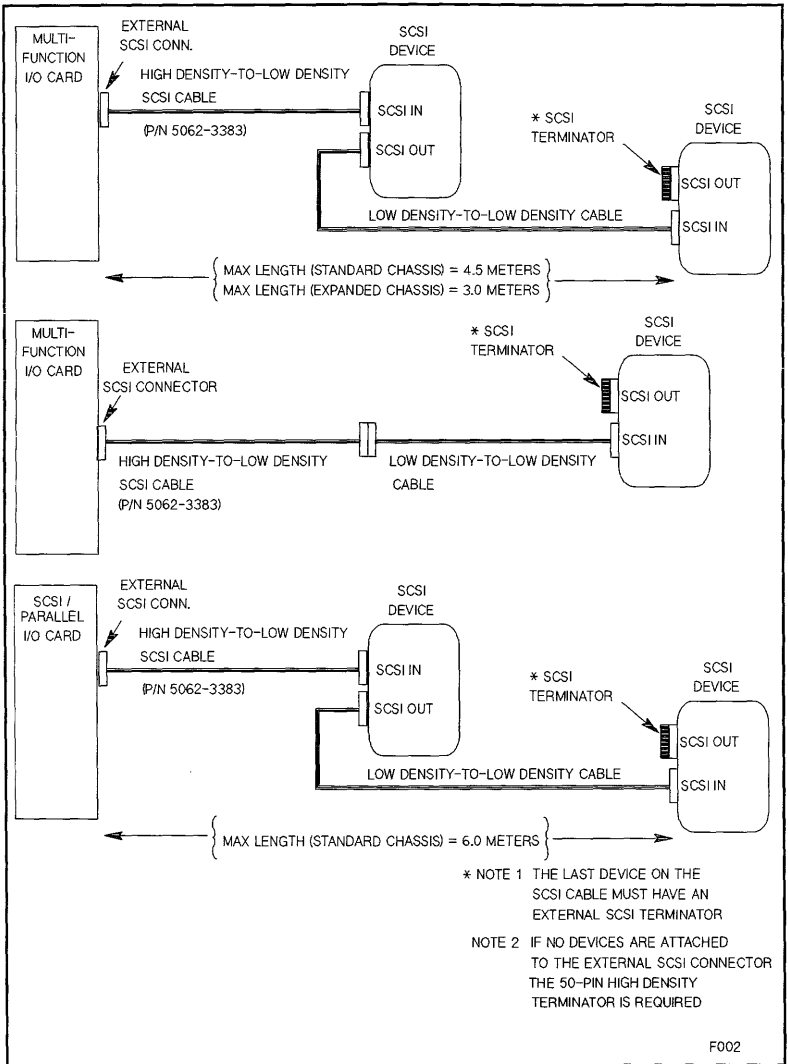 MULTI-
FUNCTION
I/O CARD
EXTERNAL
SCSI CONN.
HIGH DENSITY-TO-LOW DENSITY
SCSI CABLE
(P/N 5062-3383)
SCSI
DEVICE
SCSI IN
SCSI OUT
* SCSI
TERMINATOR
SCSI
DEVICE
SCSI OUT
SCSI IN
LOW DENSITY-TO-LOW DENSITY CABLE
MAX LENGTH (STANDARD CHASSIS) = 4.5 METERS
MAX LENGTH (EXPANDED CHASSIS) = 3.0 METERS
MULTI-
FUNCTION
I/O CARD
EXTERNAL
SCSI CONNECTOR
HIGH DENSITY-TO-LOW DENSITY
SCSI CABLE
(P/N 5062-3383)
LOW DENSITY-TO-LOW DENSITY
CABLE
* SCSI
TERMINATOR
SCSI
DEVICE
SCSI OUT
SCSI IN
SCSI /
PARALLEL
I/O CARD
EXTERNAL
SCSI CONN.
HIGH DENSITY-TO-LOW DENSITY
SCSI CABLE
(P/N 5062-3383)
SCSI
DEVICE
SCSI IN
SCSI OUT
* SCSI
TERMINATOR
SCSI
DEVICE
SCSI OUT
SCSI IN
LOW DENSITY-TO-LOW DENSITY CABLE
MAX LENGTH (STANDARD CHASSIS) = 6.0 METERS
* NOTE 1 THE LAST DEVICE ON THE
SCSI CABLE MUST HAVE AN
EXTERNAL SCSI TERMINATOR
NOTE 2 IF NO DEVICES ARE ATTACHED
TO THE EXTERNAL SCSI CONNECTOR
THE 50-PIN HIGH DENSITY
TERMINATOR IS REQUIRED
F002